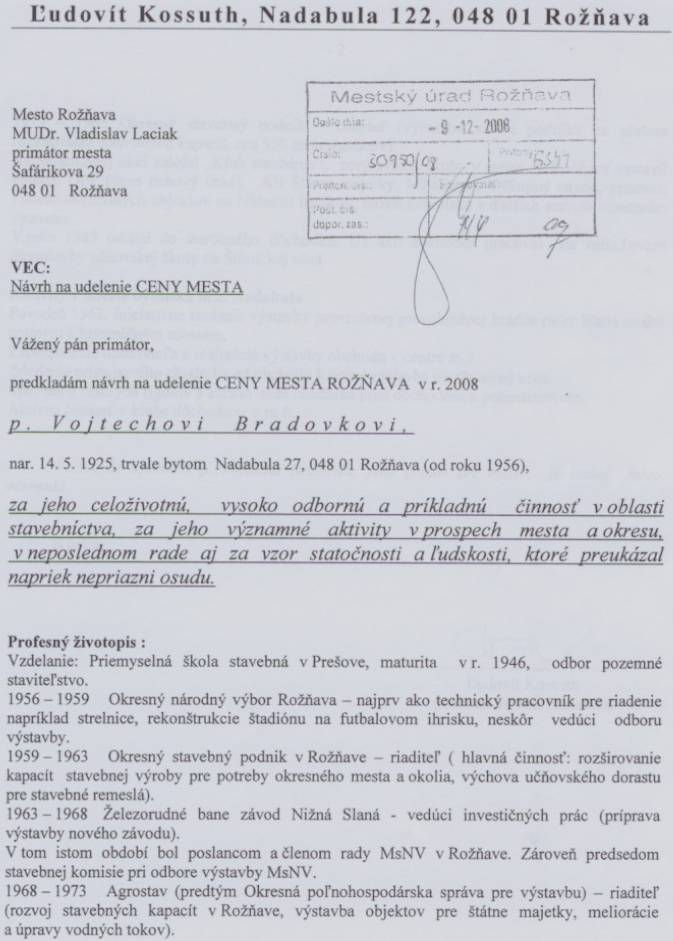 Ľudovít Kossuth, Nadabula 122, 048 01 Rožňava
Mesto Rožňava
MUDr. Vladislav Laciak
primátor mesta
Šafárikova 29
048 01 Rožňava
Mestský úrad Rožňava
Došlo dňa:
- 9 -12- 2008
Číslo:
30950/08
Prílohy:
Post. čís.
dopor. zas.:
VEC:
Návrh na udelenie CENY MESTA
Vážený pán primátor,
predkladám návrh na udelenie CENY MESTA ROŽŇAVA v r. 2008
p. Vojtechovi Bradovkovi,
nar. 14. 5. 1925, trvale bytom Nadabula 27, 048 01 Rožňava (od roku 1956),
za jeho celoživotnú, vysoko odbornú a príkladnú činnosť v oblasti
stavebníctva, za jeho významné aktivity v prospech mesta a okresu,
v neposlednom rade aj za vzor statočnosti a ľudskosti, ktoré preukázal
napriek nepriazni osudu.
Profesný životopis :
Vzdelanie: Priemyselná škola stavebná v Prešove, maturita v r. 1946, odbor pozemné
staviteľstvo.
1956 – 1959 Okresný národný výbor Rožňava – najprv ako technický pracovník pre riadenie
napríklad strelnice, rekonštrukcie štadiónu na futbalovom ihrisku, neskôr vedúci odboru
výstavby.
1959 – 1963 Okresný stavebný podnik v Rožňave – riaditeľ ( hlavná činnosť: rozširovanie
kapacít stavebnej výroby pre potreby okresného mesta a okolia, výchova učňovského dorastu
pre stavebné remeslá).
1963 – 1968 Železorudné bane závod Nižná Slaná - vedúci investičných prác (príprava
výstavby nového závodu).
V tom istom období bol poslancom a členom rady MsNV v Rožňave. Zároveň predsedom
stavebnej komisie pri odbore výstavby MsNV.
1968 – 1973 Agrostav (predtým Okresná poľnohospodárska správa pre výstavbu) – riaditeľ
(rozvoj stavebných kapacít v Rožňave, výstavba objektov pre štátne majetky, meliorácie
a úpravy vodných tokov).